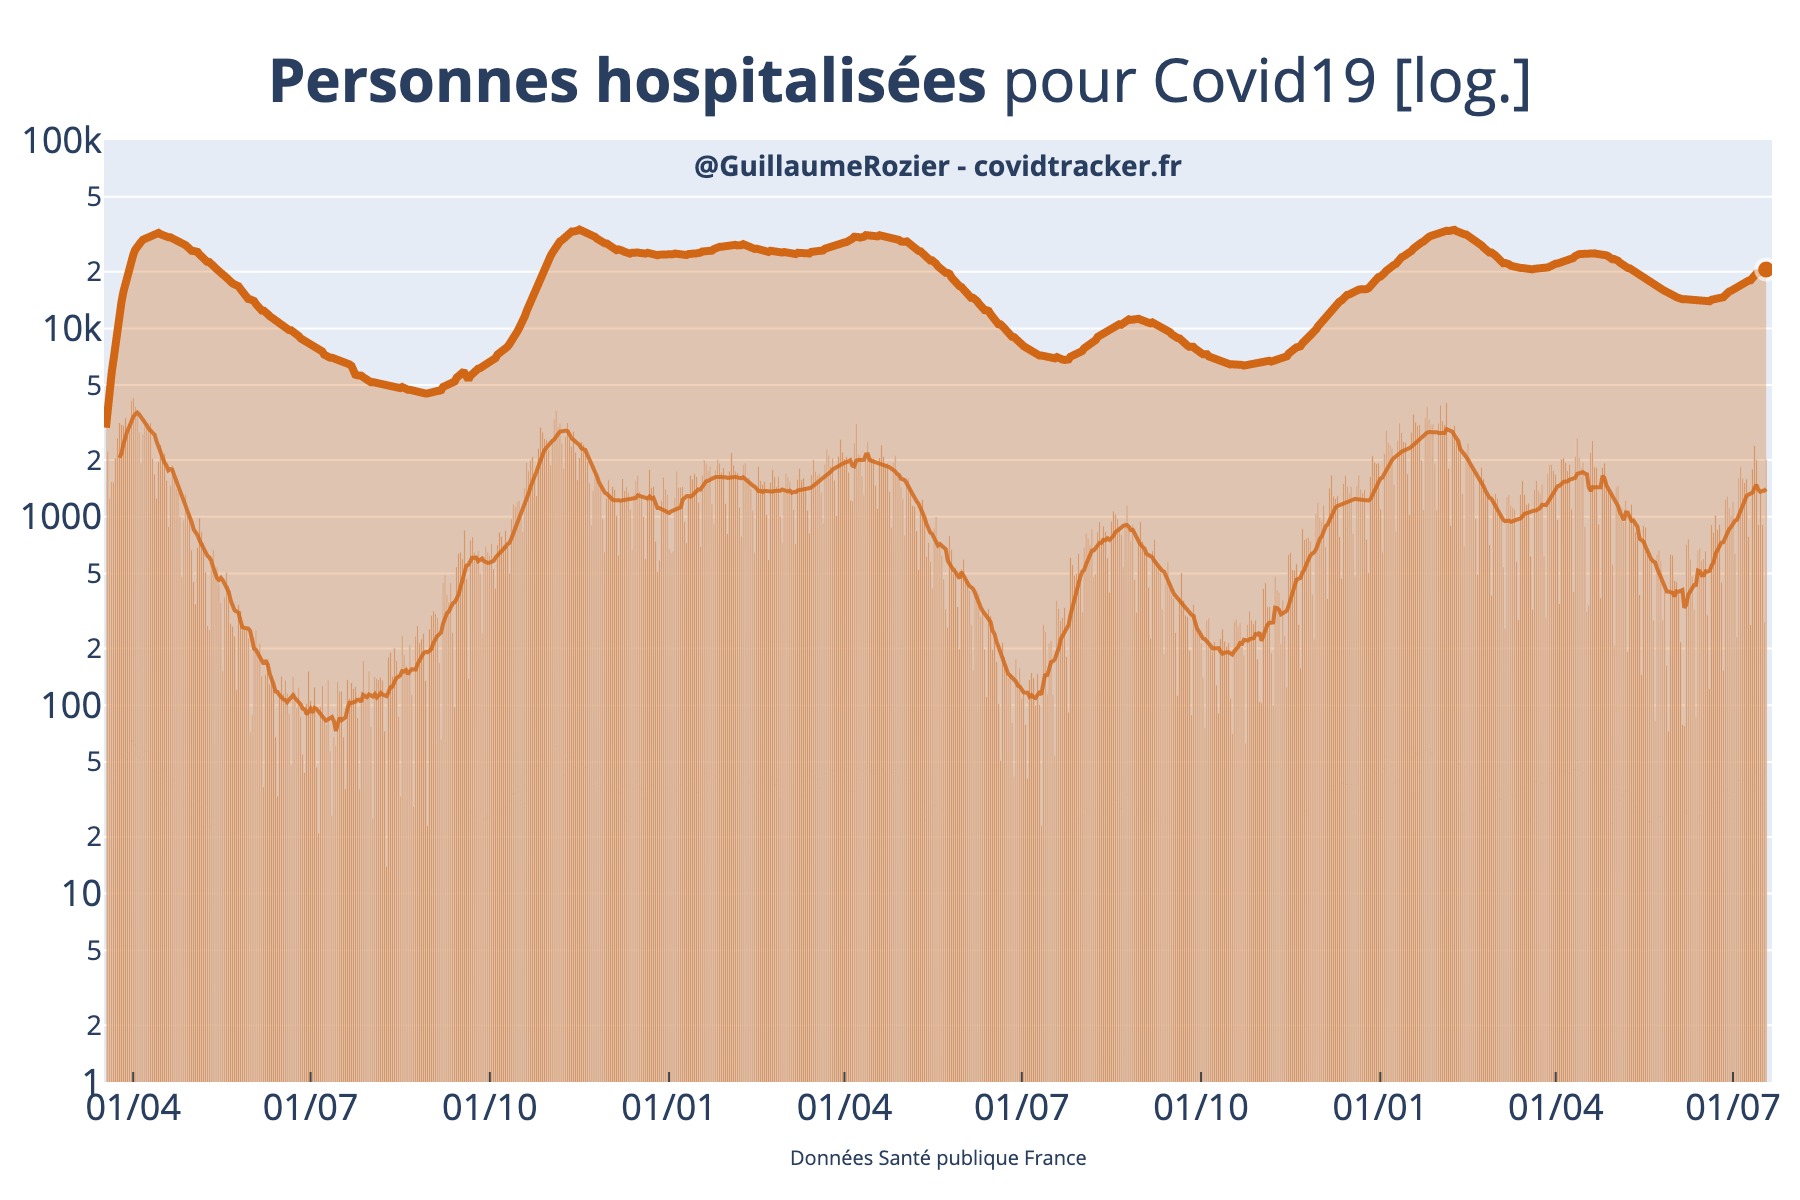 Personnes hospitalisées pour Covid19 [log.]
@GuillaumeRozier - covidtracker.fr
100k
5
2
10k
5
2
1000
5
2
100
5
2
10
5
2
1
01/04 01/07 01/10 01/01 01/04 01/07 01/10 01/01 01/04 01/07
Données Santé publique France